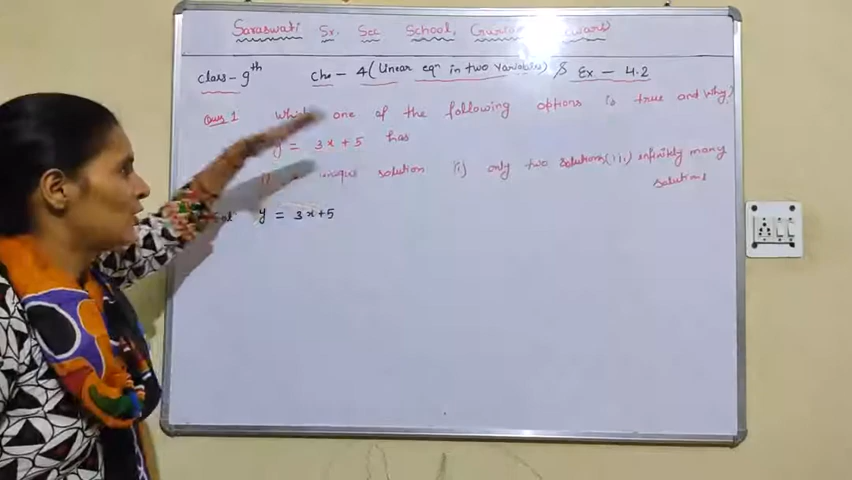 Saraswati Sr. Sec School,
Class - 9th Ch - 4 (Linear eqn in two variables) & Ex - 4.2
Ques 1 Which one of the following options is true and why?
y = 3x + 5 has
unique solution (ii) only two solutions (iii) infinitely many
solutions
y = 3x + 5